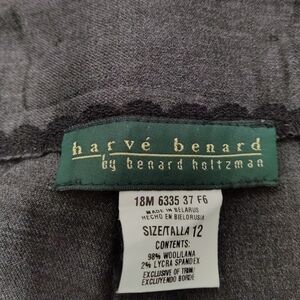 harvé benard
by benard holtzman
18M 6335 37 F6
MADE IN BELARUS
HECHO EN BIELORUSIA
SIZE/TALLA 12
CONTENTS:
98% WOOL/LANA
2% LYCRA SPANDEX
EXCLUSIVE OF TRIM/
EXCLUYENDO BORDE